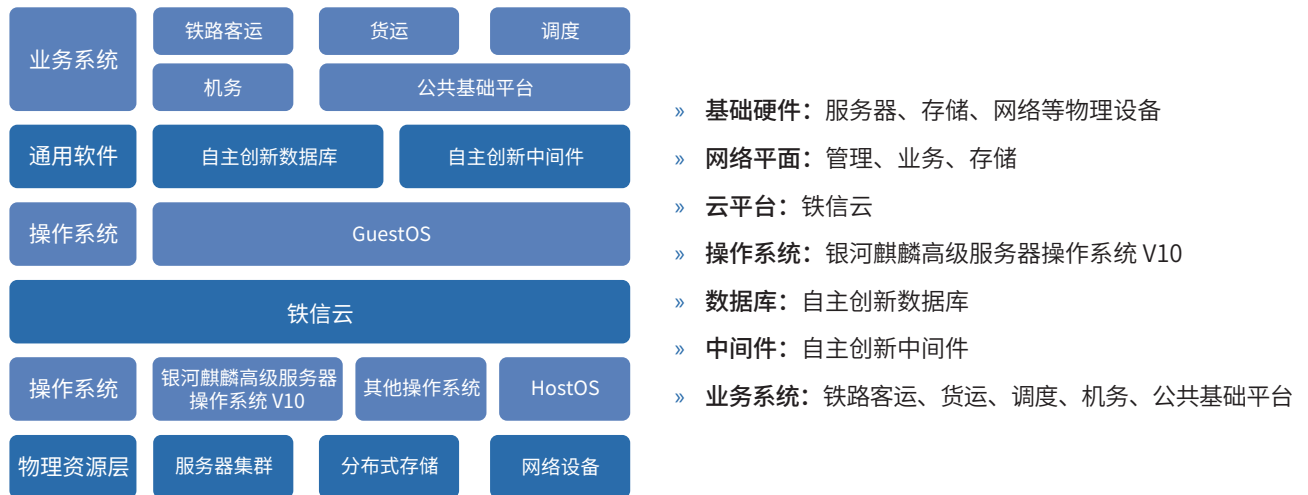 业务系统
铁路客运
货运
调度
机务
公共基础平台
通用软件
自主创新数据库
自主创新中间件
操作系统
GuestOS
铁信云
操作系统
银河麒麟高级服务器
操作系统 V10
其他操作系统
HostOS
物理资源层
服务器集群
分布式存储
网络设备
» 基础硬件：服务器、存储、网络等物理设备
» 网络平面：管理、业务、存储
» 云平台：铁信云
» 操作系统：银河麒麟高级服务器操作系统 V10
» 数据库：自主创新数据库
» 中间件：自主创新中间件
» 业务系统：铁路客运、货运、调度、机务、公共基础平台